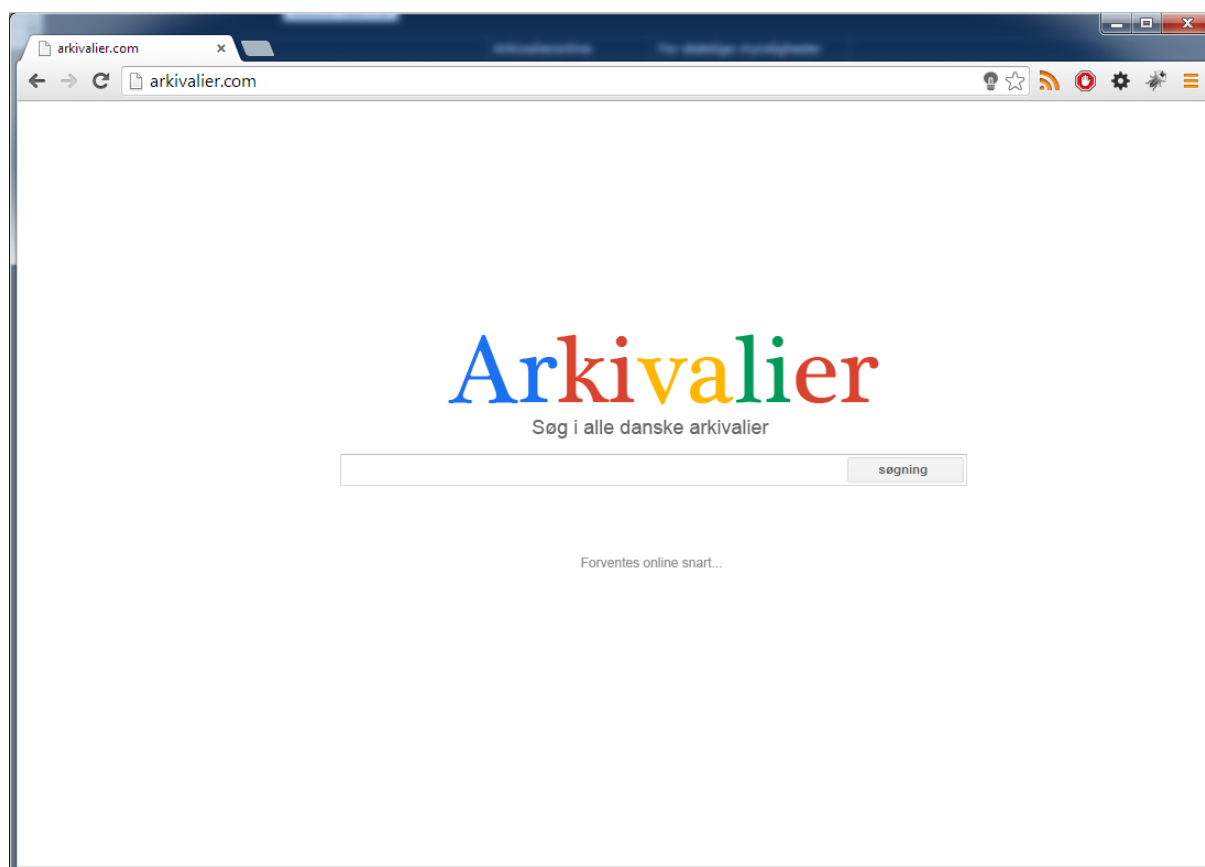 arkivalier.com
arkivalier.com
Arkivalier
Søg i alle danske arkivalier
søgning
Forventes online snart...